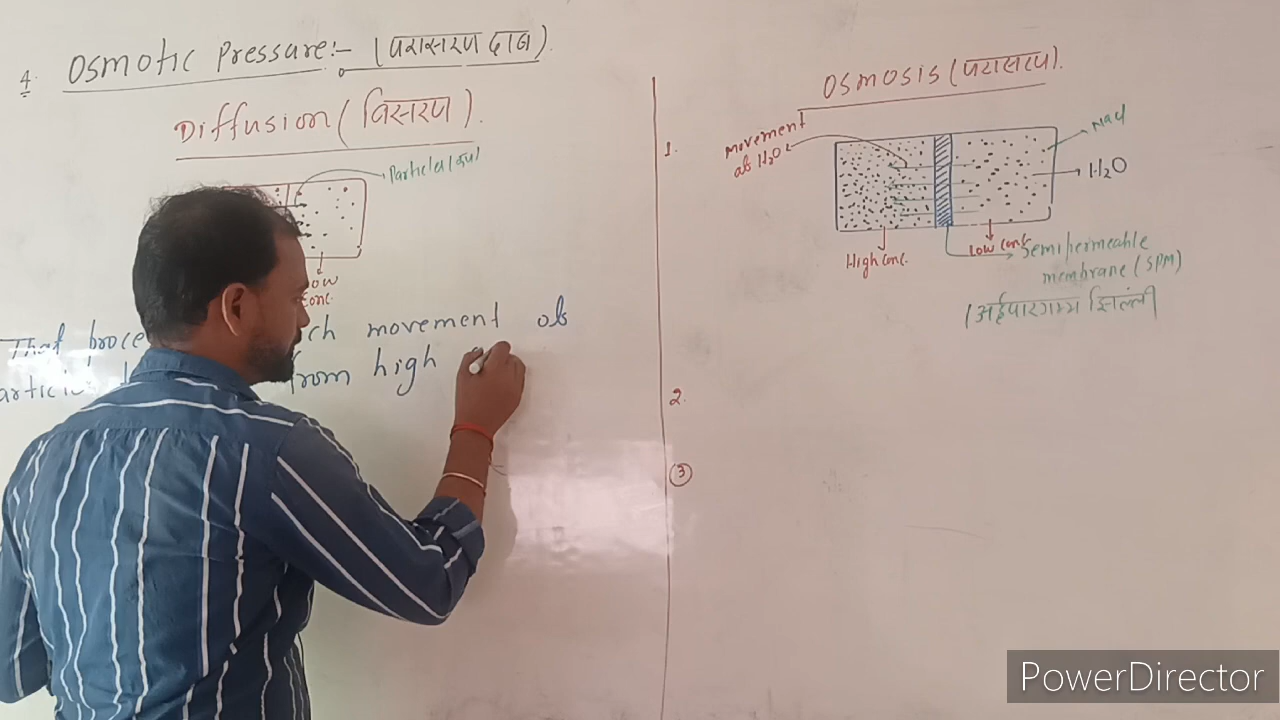 4. Osmotic Pressure:- (परासरण दाब).
Diffusion (विसरण).
Particles (कण)
Low
Conc.
That proce ch movement of
articles from high
Osmosis (परासरण).
1.
movement
of H₂O
NaCl
H₂O
High Conc.
Low Conc.
Semipermeable
membrane (SPM)
(अर्द्धपारगम्य झिल्ली)
2.
3
PowerDirector